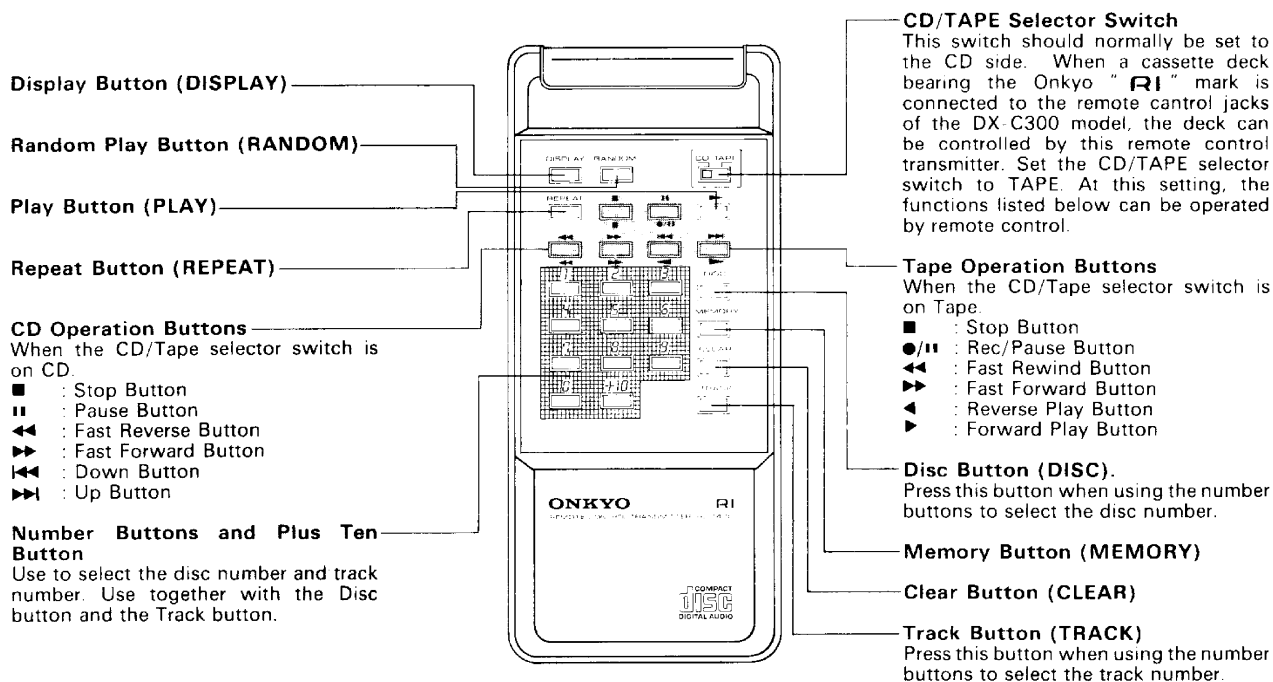 Display Button (DISPLAY)
Random Play Button (RANDOM)
Play Button (PLAY)
Repeat Button (REPEAT)
CD Operation Buttons
When the CD/Tape selector switch is
on CD.
■ : Stop Button
▮▮ : Pause Button
◀◀ : Fast Reverse Button
▶▶ : Fast Forward Button
|◀◀ : Down Button
▶▶| : Up Button
Number Buttons and Plus Ten
Button
Use to select the disc number and track
number. Use together with the Disc
button and the Track button.
DISPLAY RANDOM CD TAPE
REPEAT
1 2 3 DISC
4 5 6 MEMORY
7 8 9 CLEAR
0 +10
ONKYO RI
COMPACT
disc
DIGITAL AUDIO
CD/TAPE Selector Switch
This switch should normally be set to
the CD side. When a cassette deck
bearing the Onkyo " RI " mark is
connected to the remote cantrol jacks
of the DX-C300 model, the deck can
be controlled by this remote control
transmitter. Set the CD/TAPE selector
switch to TAPE. At this setting, the
functions listed below can be operated
by remote control.
Tape Operation Buttons
When the CD/Tape selector switch is
on Tape.
■ : Stop Button
●/▮▮ : Rec/Pause Button
◀◀ : Fast Rewind Button
▶▶ : Fast Forward Button
◀ : Reverse Play Button
▶ : Forward Play Button
Disc Button (DISC).
Press this button when using the number
buttons to select the disc number.
Memory Button (MEMORY)
Clear Button (CLEAR)
Track Button (TRACK)
Press this button when using the number
buttons to select the track number.